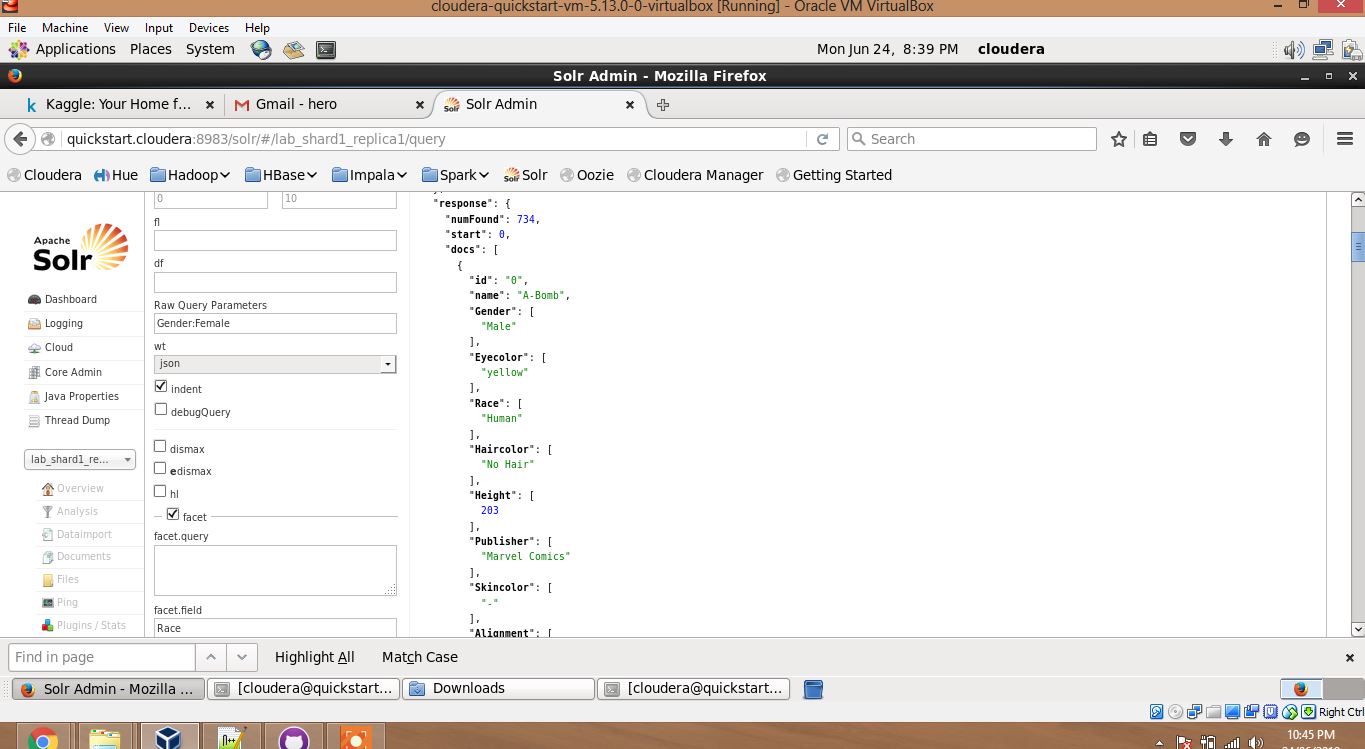 cloudera-quickstart-vm-5.13.0-0-virtualbox [Running] - Oracle VM VirtualBox
File Machine View Input Devices Help
Applications Places System Mon Jun 24, 8:39 PM cloudera
Solr Admin - Mozilla Firefox
Kaggle: Your Home f... Gmail - hero Solr Admin
quickstart.cloudera:8983/solr/#/lab_shard1_replica1/query Search
Cloudera Hue Hadoop HBase Impala Spark Solr Oozie Cloudera Manager Getting Started
Apache
Solr
Dashboard
Logging
Cloud
Core Admin
Java Properties
Thread Dump
lab_shard1_re...
Overview
Analysis
Dataimport
Documents
Files
Ping
Plugins / Stats
0 10
fl
df
Raw Query Parameters
Gender:Female
wt
json
indent
debugQuery
dismax
edismax
hl
facet
facet.query
facet.field
Race
"response": {
"numFound": 734,
"start": 0,
"docs": [
{
"id": "0",
"name": "A-Bomb",
"Gender": [
"Male"
],
"Eyecolor": [
"yellow"
],
"Race": [
"Human"
],
"Haircolor": [
"No Hair"
],
"Height": [
203
],
"Publisher": [
"Marvel Comics"
],
"Skincolor": [
"-"
],
"Alignment": [
Find in page Highlight All Match Case
Solr Admin - Mozilla ... [cloudera@quickstart... Downloads [cloudera@quickstart...
Right Ctrl
10:45 PM